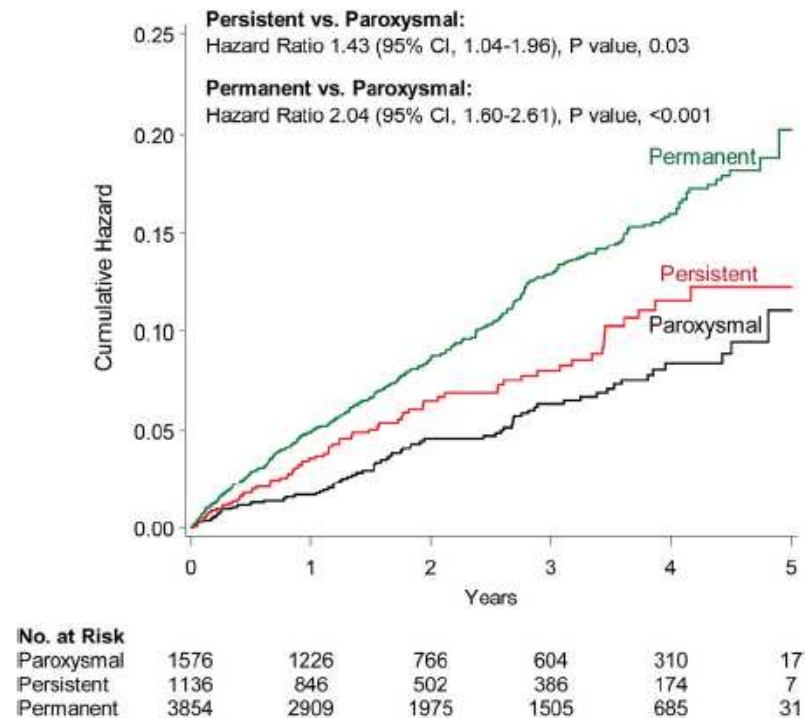 Persistent vs. Paroxysmal:
Hazard Ratio 1.43 (95% CI, 1.04-1.96), P value, 0.03
Permanent vs. Paroxysmal:
Hazard Ratio 2.04 (95% CI, 1.60-2.61), P value, <0.001
0.25
0.20
0.15
0.10
0.05
0.00
Cumulative Hazard
Permanent
Persistent
Paroxysmal
0 1 2 3 4 5
Years
No. at Risk
Paroxysmal 1576 1226 766 604 310 17
Persistent 1136 846 502 386 174 7
Permanent 3854 2909 1975 1505 685 31